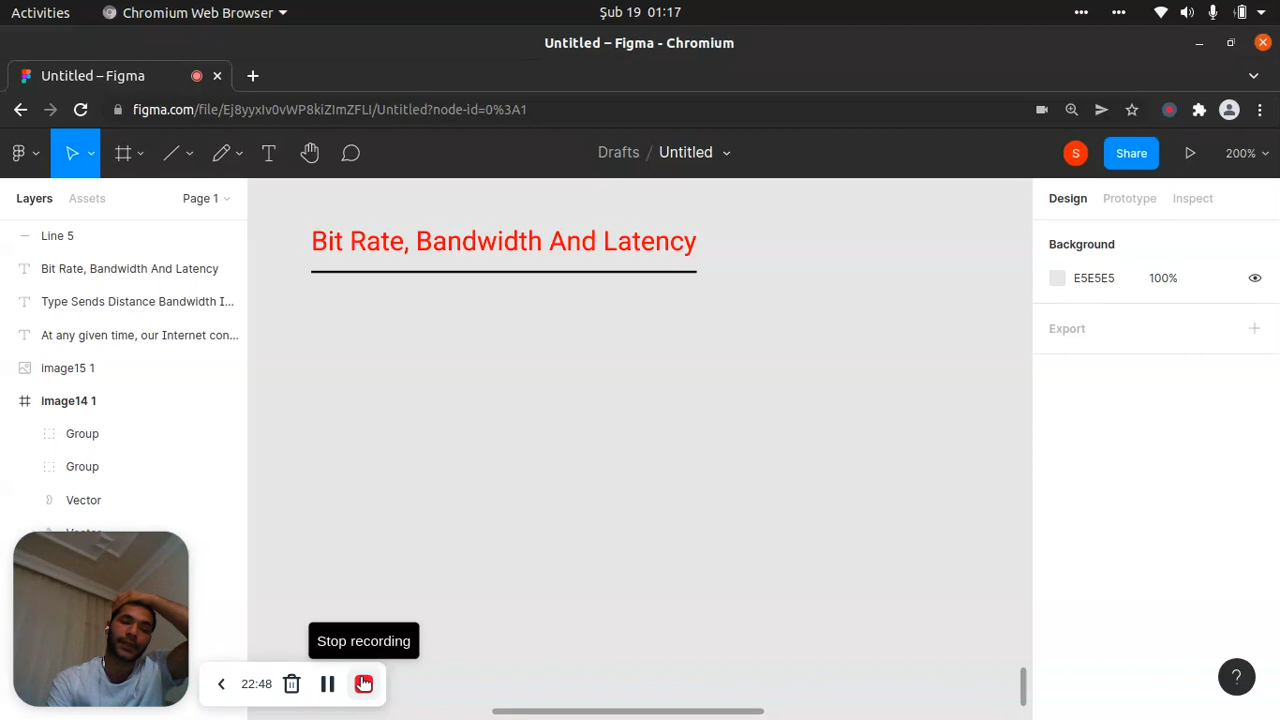 Activities
Chromium Web Browser
Şub 19 01:17
Untitled – Figma - Chromium
Untitled – Figma
figma.com/file/Ej8yyxIv0vWP8kiZImZFLI/Untitled?node-id=0%3A1
Drafts / Untitled
S
Share
200%
Layers
Assets
Page 1
Design
Prototype
Inspect
Line 5
Bit Rate, Bandwidth And Latency
Type Sends Distance Bandwidth I...
At any given time, our Internet con...
image15 1
image14 1
Group
Group
Vector
Bit Rate, Bandwidth And Latency
Background
E5E5E5
100%
Export
Stop recording
22:48
?